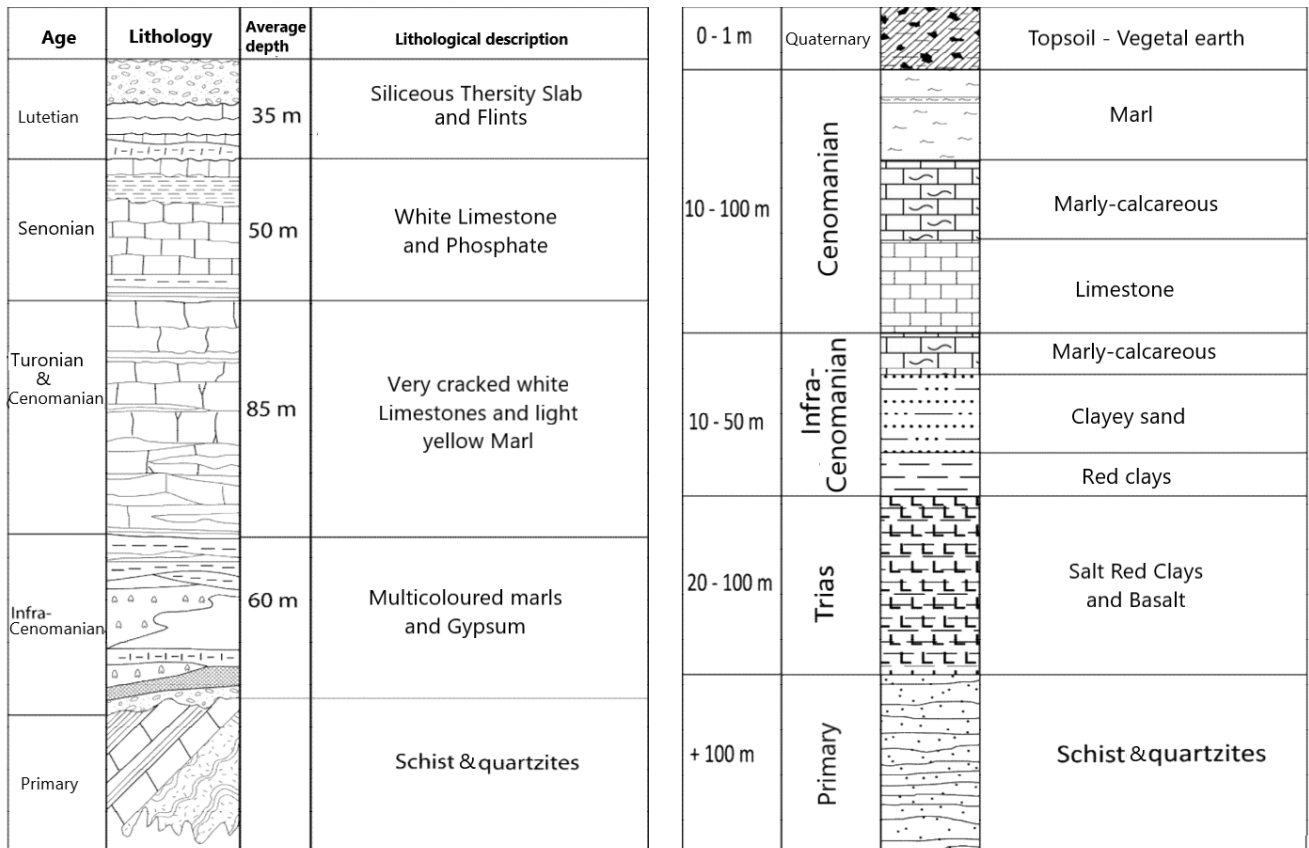 Age Lithology Average depth Lithological description
Lutetian 35 m Siliceous Thersity Slab
and Flints
Senonian 50 m White Limestone
and Phosphate
Turonian
&
Cenomanian 85 m Very cracked white
Limestones and light
yellow Marl
Infra-
Cenomanian 60 m Multicoloured marls
and Gypsum
Primary Schist & quartzites
0 - 1 m Quaternary Topsoil - Vegetal earth
10 - 100 m Cenomanian Marl
Marly-calcareous
Limestone
10 - 50 m Infra-
Cenomanian Marly-calcareous
Clayey sand
Red clays
20 - 100 m Trias Salt Red Clays
and Basalt
+ 100 m Primary Schist & quartzites